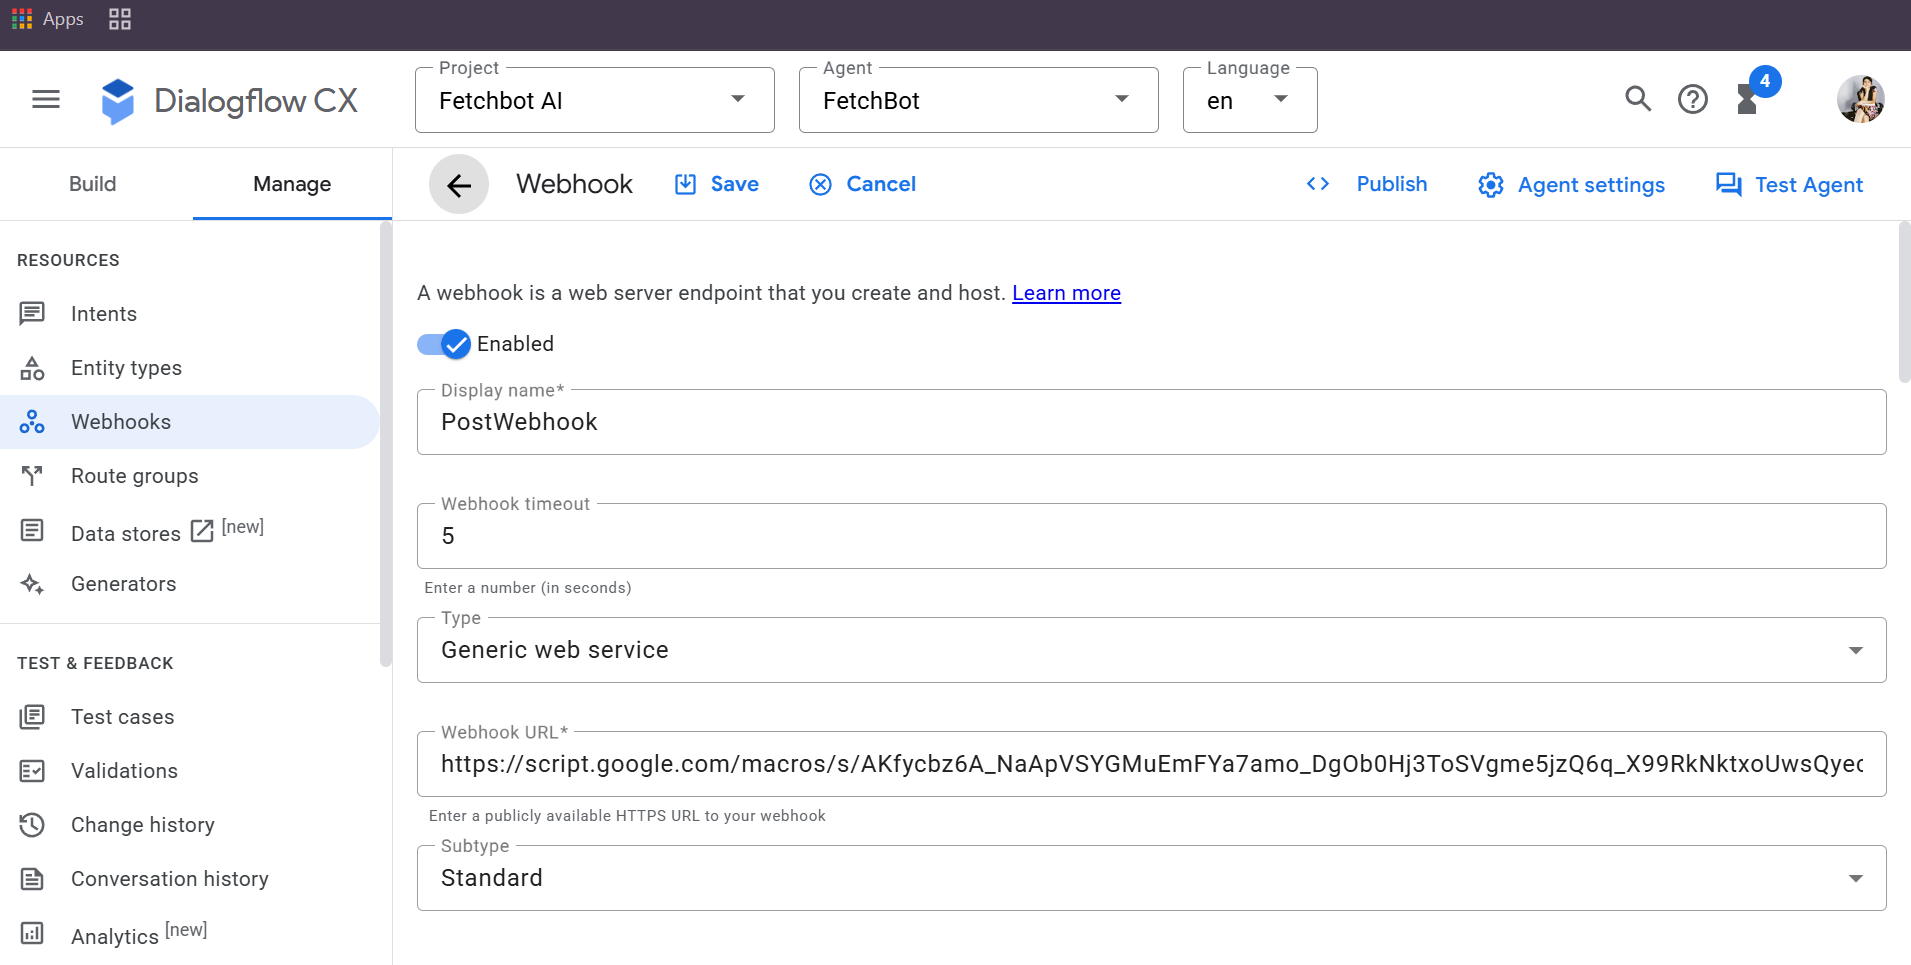 Apps
Dialogflow CX
Project
Fetchbot AI
Agent
FetchBot
Language
en
4
Build
Manage
Webhook
Save
Cancel
Publish
Agent settings
Test Agent
RESOURCES
Intents
Entity types
Webhooks
Route groups
Data stores [new]
Generators
TEST & FEEDBACK
Test cases
Validations
Change history
Conversation history
Analytics [new]
A webhook is a web server endpoint that you create and host. Learn more
Enabled
Display name*
PostWebhook
Webhook timeout
5
Enter a number (in seconds)
Type
Generic web service
Webhook URL*
https://script.google.com/macros/s/AKfycbz6A_NaApVSYGMuEmFYa7amo_DgOb0Hj3ToSVgme5jzQ6q_X99RkNktxoUwsQyec
Enter a publicly available HTTPS URL to your webhook
Subtype
Standard